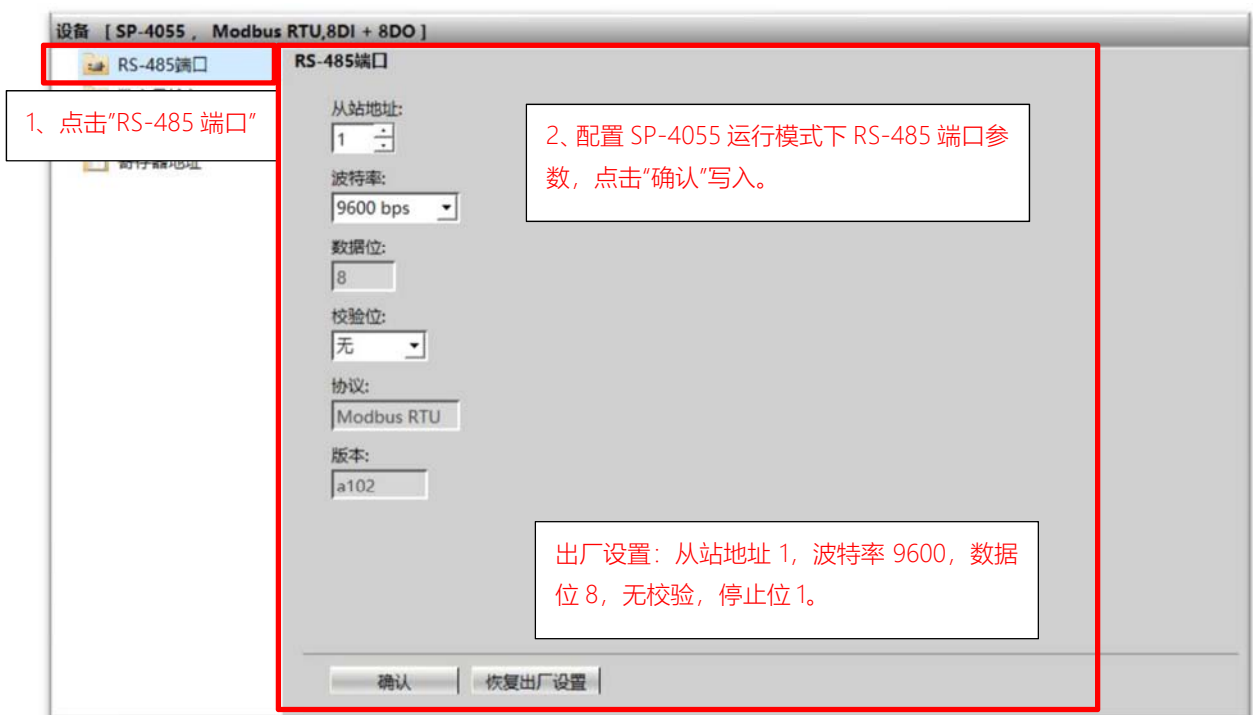 设备 [ SP-4055 , Modbus RTU,8DI + 8DO ]
RS-485端口
RS-485端口
1、点击"RS-485 端口"
寄存器地址
从站地址:
1
2、配置 SP-4055 运行模式下 RS-485 端口参
数，点击“确认”写入。
波特率:
9600 bps
数据位:
8
校验位:
无
协议:
Modbus RTU
版本:
a102
出厂设置：从站地址 1，波特率 9600，数据
位 8，无校验，停止位 1。
确认
恢复出厂设置